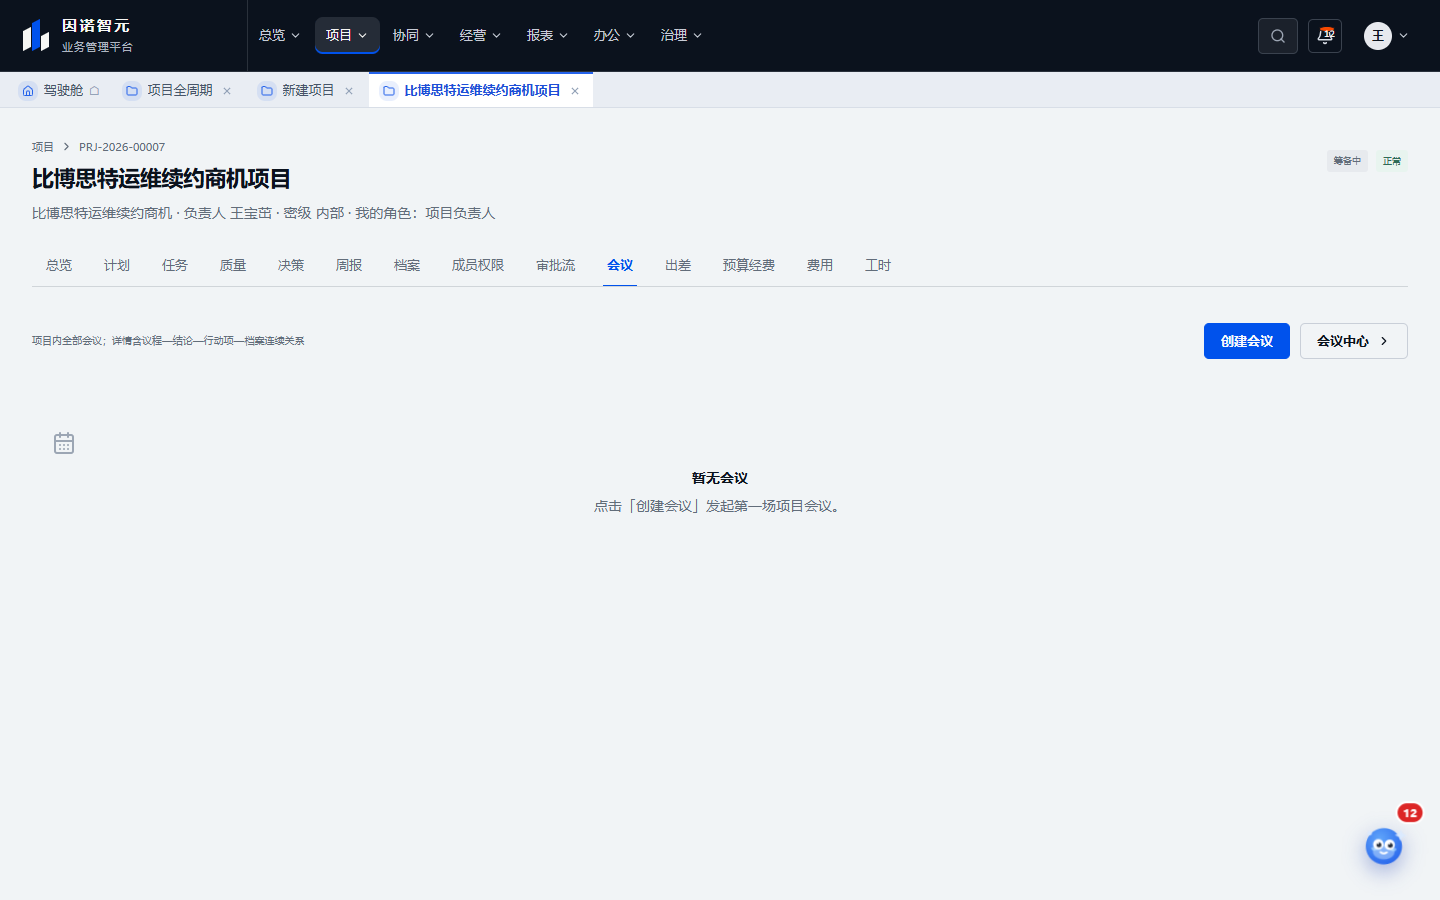 因诺智元
业务管理平台
总览 项目 协同 经营 报表 办公 治理
12
王
驾驶舱 项目全周期 新建项目 比博思特运维续约商机项目
项目 PRJ-2026-00007
比博思特运维续约商机项目
筹备中 正常
比博思特运维续约商机 · 负责人 王宝茁 · 密级 内部 · 我的角色：项目负责人
总览 计划 任务 质量 决策 周报 档案 成员权限 审批流 会议 出差 预算经费 费用 工时
项目内全部会议；详情含议程—结论—行动项—档案连续关系
创建会议 会议中心
暂无会议
点击「创建会议」发起第一场项目会议。
12